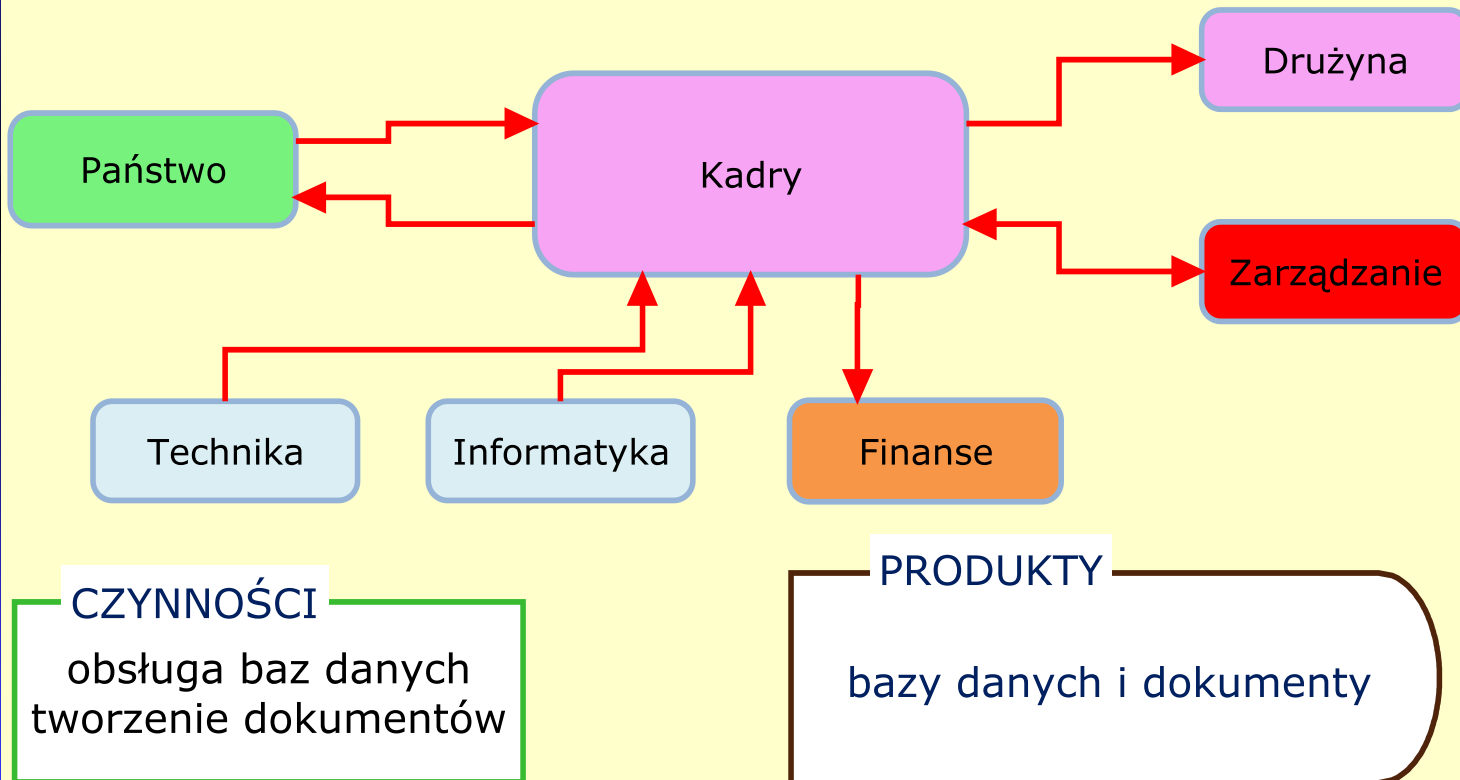 Drużyna
Państwo
Kadry
Zarządzanie
Technika
Informatyka
Finanse
CZYNNOŚCI
obsługa baz danych
tworzenie dokumentów
PRODUKTY
bazy danych i dokumenty